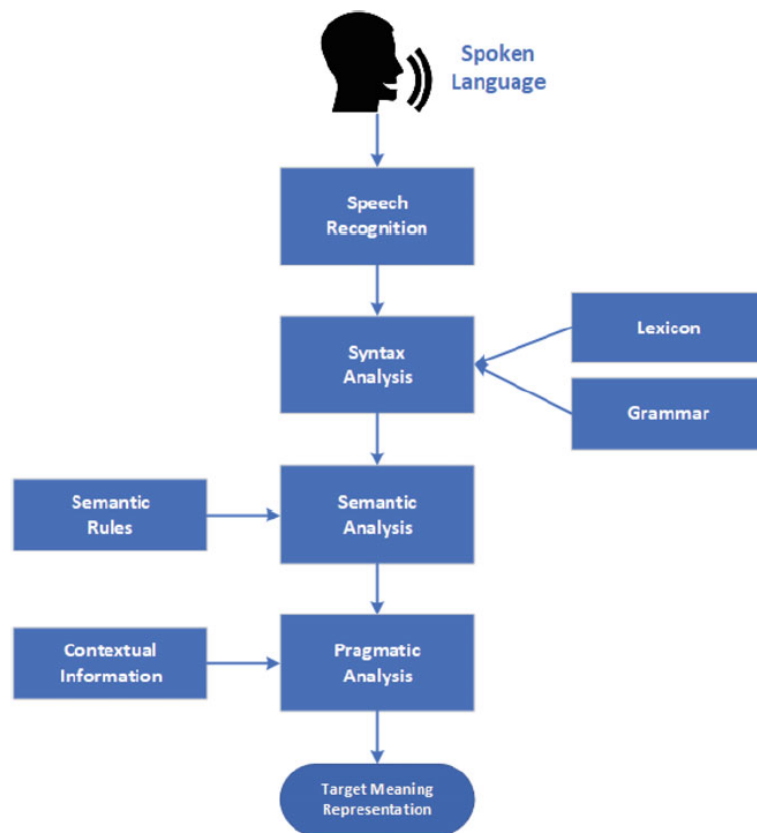 Spoken
Language
Speech
Recognition
Lexicon
Syntax
Analysis
Grammar
Semantic
Rules
Semantic
Analysis
Contextual
Information
Pragmatic
Analysis
Target Meaning
Representation